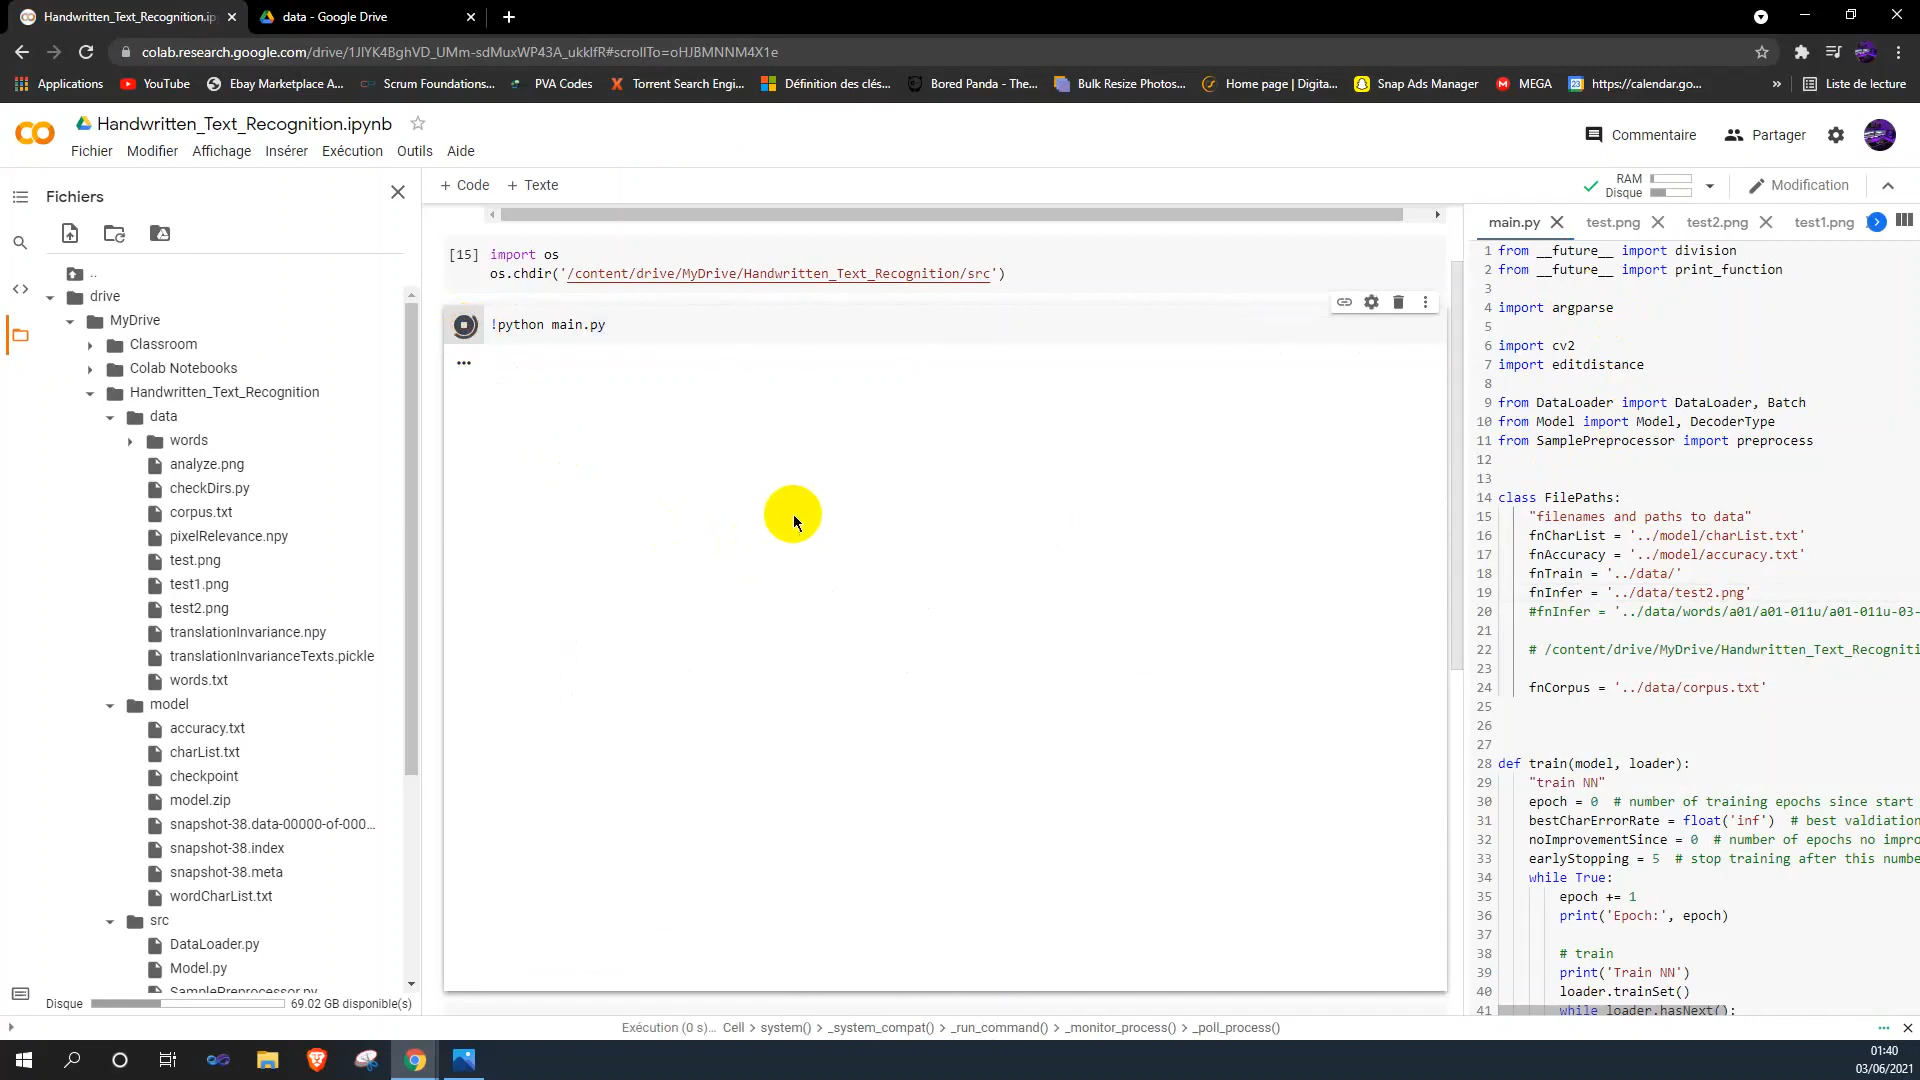 Handwritten_Text_Recognition.ip
data - Google Drive
colab.research.google.com/drive/1JlYK4BghVD_UMm-sdMuxWP43A_ukklfR#scrollTo=oHJBMNNM4X1e
Applications
YouTube
Ebay Marketplace A...
Scrum Foundations...
PVA Codes
Torrent Search Engi...
Définition des clés...
Bored Panda - The...
Bulk Resize Photos...
Home page | Digita...
Snap Ads Manager
MEGA
https://calendar.go...
»
Liste de lecture
Handwritten_Text_Recognition.ipynb
Commentaire
Partager
Fichier Modifier Affichage Insérer Exécution Outils Aide
Fichiers
+ Code + Texte
RAM
Disque
Modification
..
drive
MyDrive
Classroom
Colab Notebooks
Handwritten_Text_Recognition
data
words
analyze.png
checkDirs.py
corpus.txt
pixelRelevance.npy
test.png
test1.png
test2.png
translationInvariance.npy
translationInvarianceTexts.pickle
words.txt
model
accuracy.txt
charList.txt
checkpoint
model.zip
snapshot-38.data-00000-of-000...
snapshot-38.index
snapshot-38.meta
wordCharList.txt
src
DataLoader.py
Model.py
SamplePreprocessor.py
Disque 69.02 GB disponible(s)
[15] import os
os.chdir('/content/drive/MyDrive/Handwritten_Text_Recognition/src')
!python main.py
main.py test.png test2.png test1.png
1 from __future__ import division
2 from __future__ import print_function
3
4 import argparse
5
6 import cv2
7 import editdistance
8
9 from DataLoader import DataLoader, Batch
10 from Model import Model, DecoderType
11 from SamplePreprocessor import preprocess
12
13
14 class FilePaths:
15 "filenames and paths to data"
16 fnCharList = '../model/charList.txt'
17 fnAccuracy = '../model/accuracy.txt'
18 fnTrain = '../data/'
19 fnInfer = '../data/test2.png'
20 #fnInfer = '../data/words/a01/a01-011u/a01-011u-03-
21
22 # /content/drive/MyDrive/Handwritten_Text_Recogniti
23
24 fnCorpus = '../data/corpus.txt'
25
26
27
28 def train(model, loader):
29 "train NN"
30 epoch = 0 # number of training epochs since start
31 bestCharErrorRate = float('inf') # best valdiation
32 noImprovementSince = 0 # number of epochs no impro
33 earlyStopping = 5 # stop training after this numbe
34 while True:
35 epoch += 1
36 print('Epoch:', epoch)
37
38 # train
39 print('Train NN')
40 loader.trainSet()
41 while loader.hasNext():
Exécution (0 s)... Cell > system() > _system_compat() > _run_command() > _monitor_process() > _poll_process()
01:40
03/06/2021